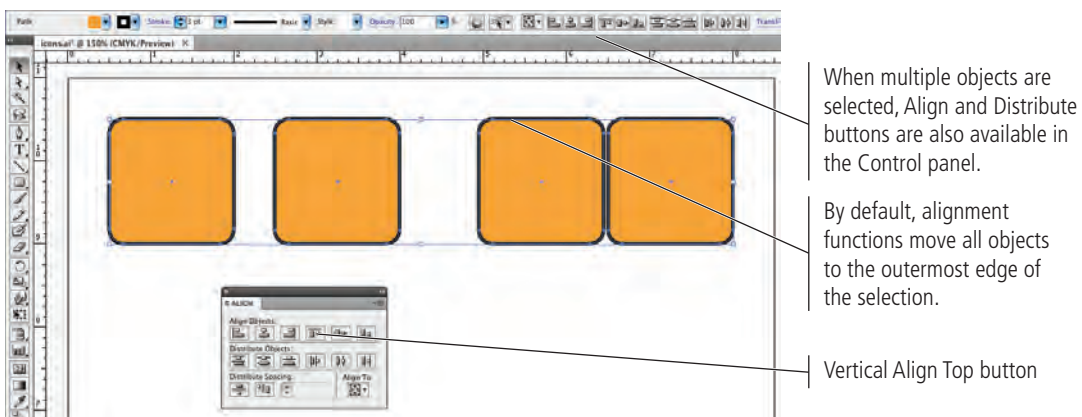 Path Stroke: 3 pt Basic Style: Opacity: 100
icons.ai* @ 150% (CMYK/Preview)
When multiple objects are
selected, Align and Distribute
buttons are also available in
the Control panel.
By default, alignment
functions move all objects
to the outermost edge of
the selection.
ALIGN
Align Objects:
Distribute Objects:
Distribute Spacing: Align To:
Vertical Align Top button